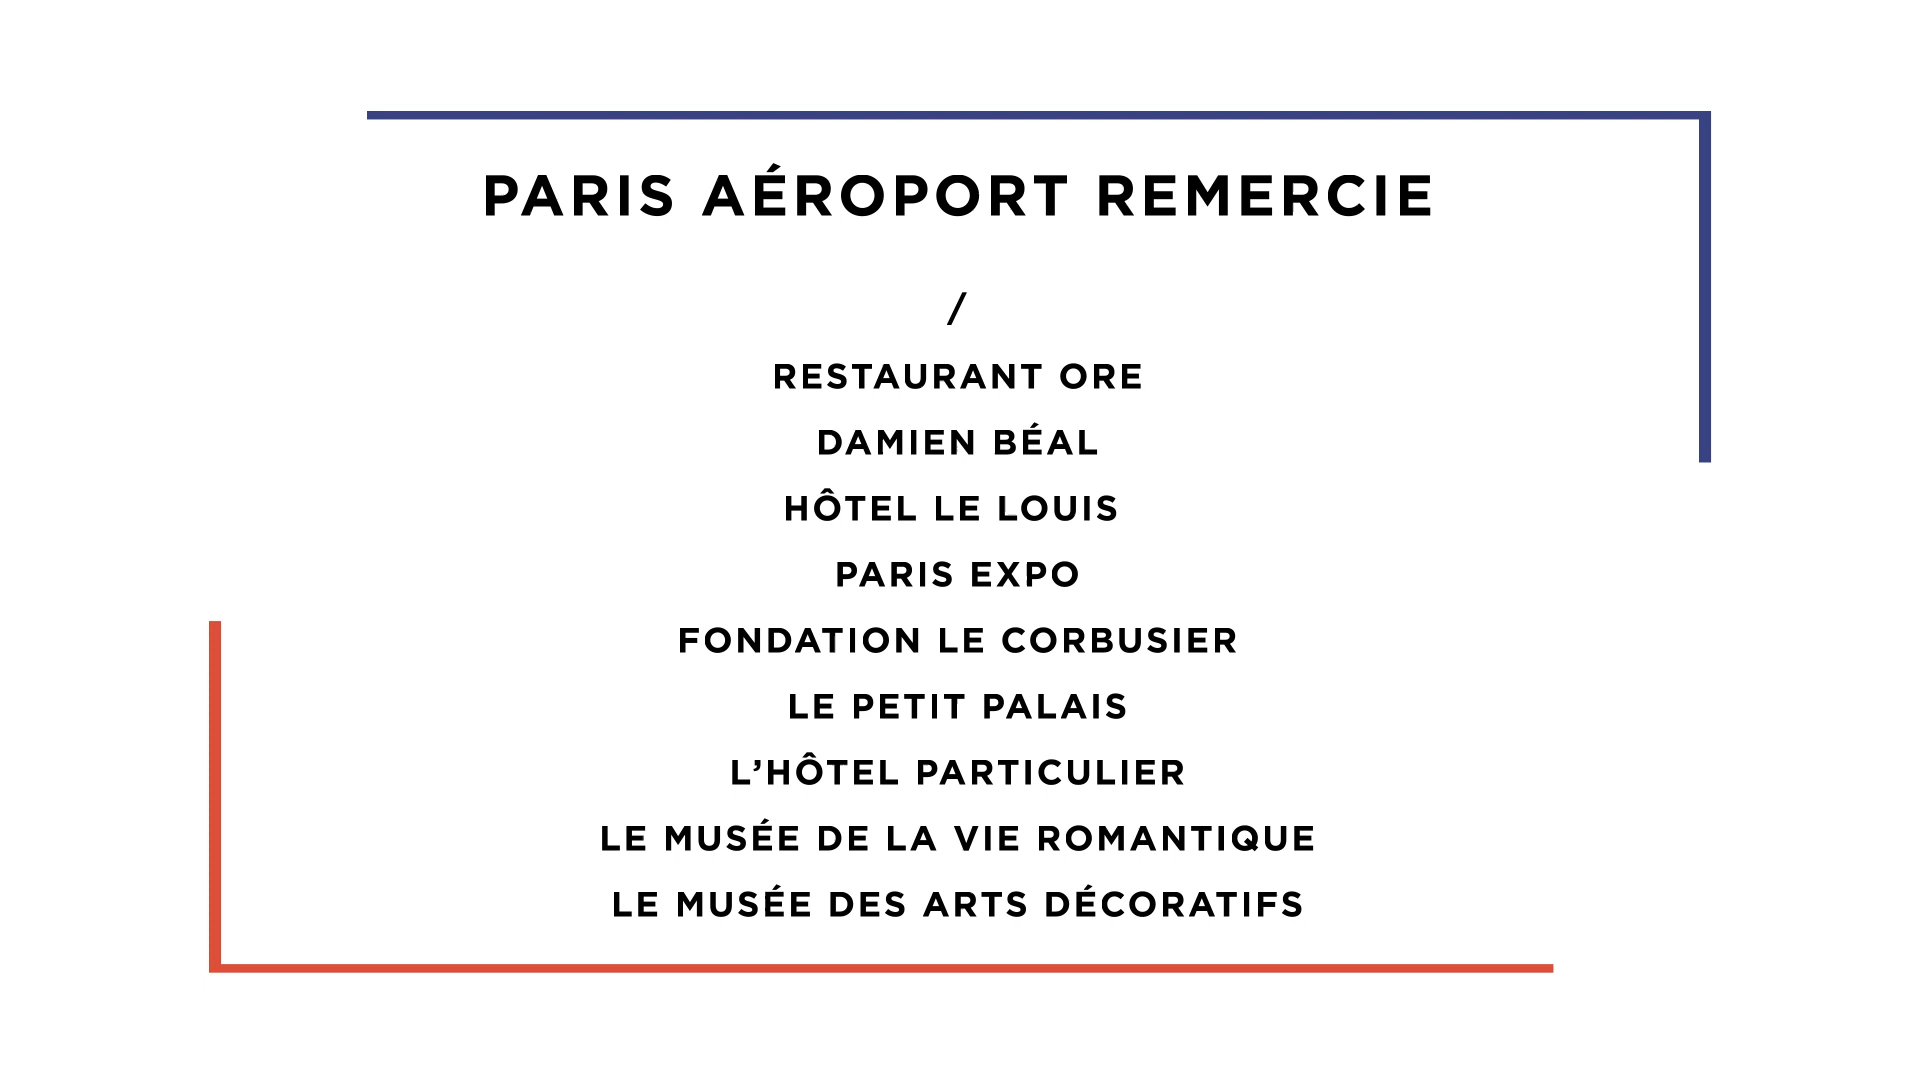 PARIS AÉROPORT REMERCIE
/
RESTAURANT ORE
DAMIEN BÉAL
HÔTEL LE LOUIS
PARIS EXPO
FONDATION LE CORBUSIER
LE PETIT PALAIS
L’HÔTEL PARTICULIER
LE MUSÉE DE LA VIE ROMANTIQUE
LE MUSÉE DES ARTS DÉCORATIFS